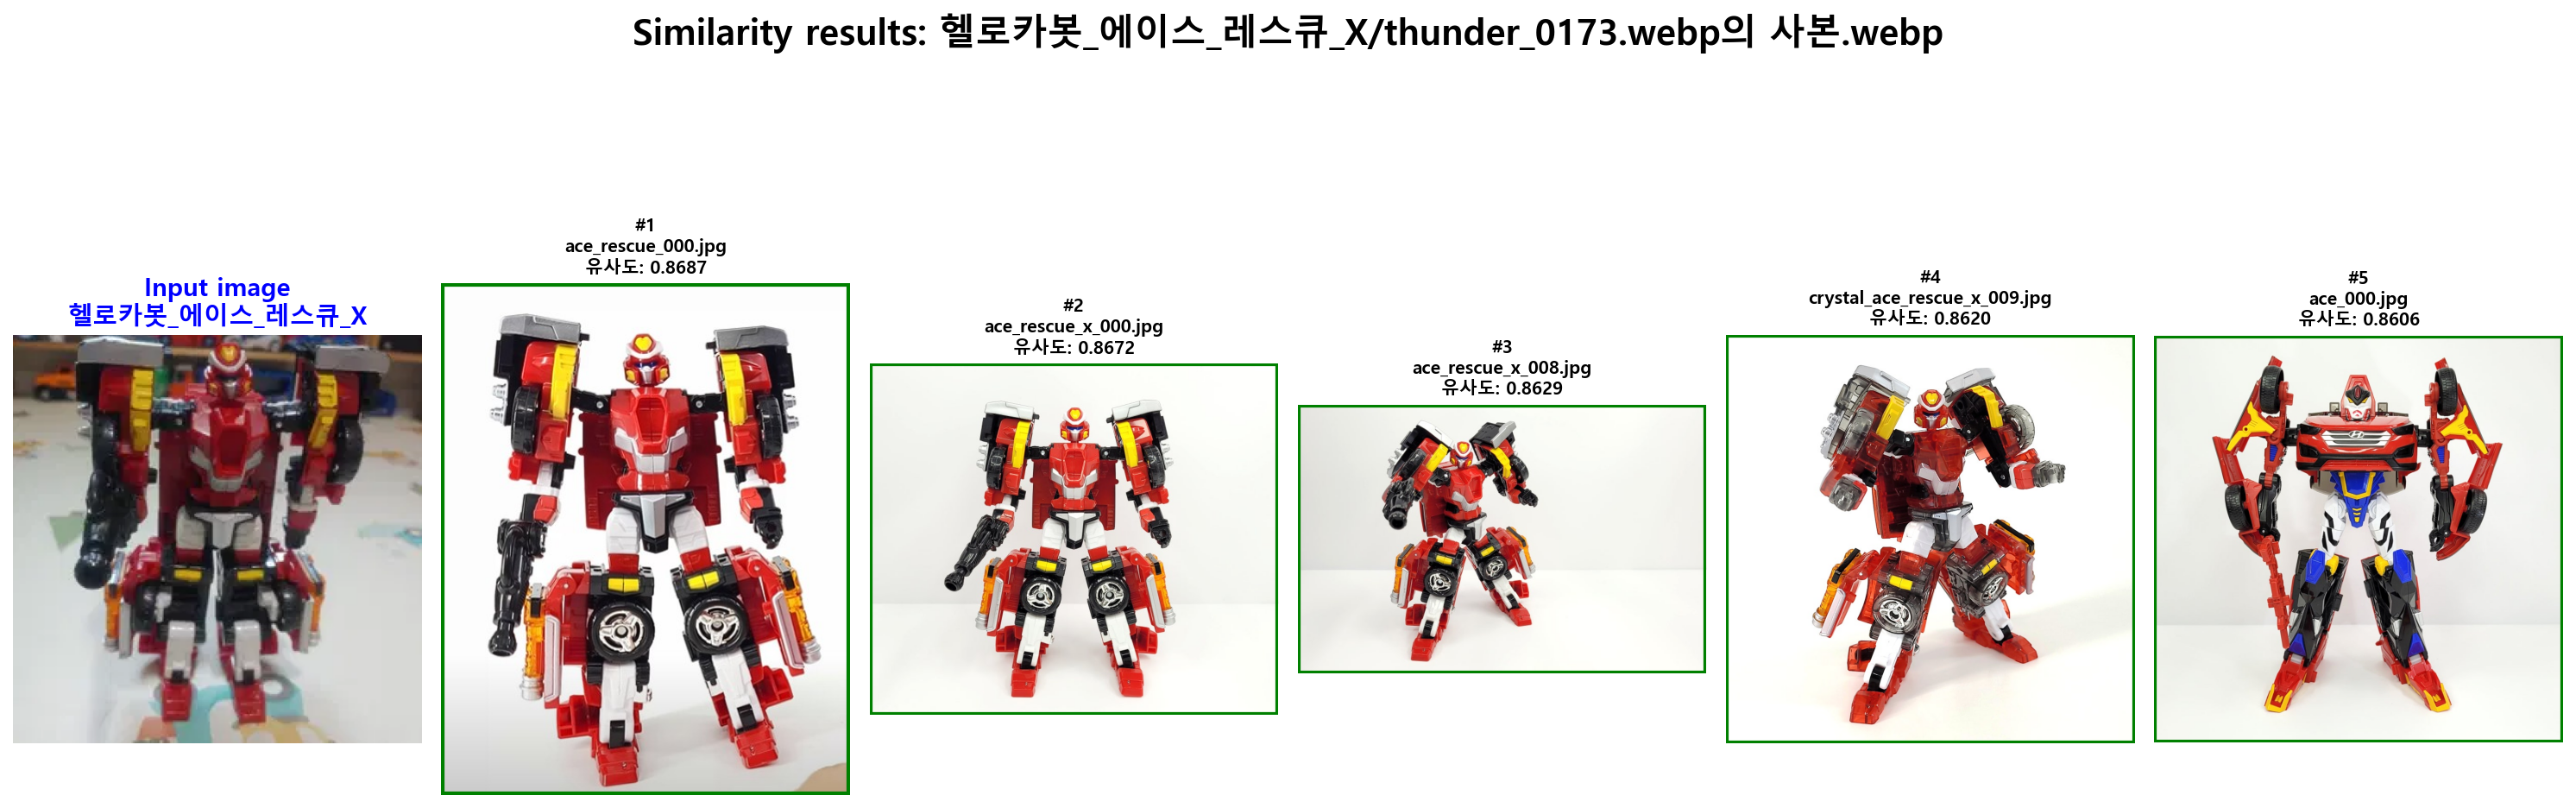 Similarity results: 헬로카봇_에이스_레스큐_X/thunder_0173.webp의 사본.webp
Input image
헬로카봇_에이스_레스큐_X
#1
ace_rescue_000.jpg
유사도: 0.8687
#2
ace_rescue_x_000.jpg
유사도: 0.8672
#3
ace_rescue_x_008.jpg
유사도: 0.8629
#4
crystal_ace_rescue_x_009.jpg
유사도: 0.8620
#5
ace_000.jpg
유사도: 0.8606